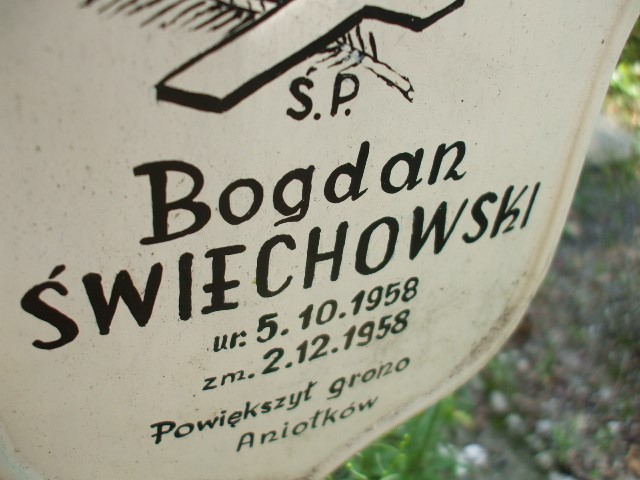 Ś.P.
Bogdan
ŚWIECHOWSKI
ur. 5.10.1958
zm. 2.12.1958
Powiększył grono
Aniołków